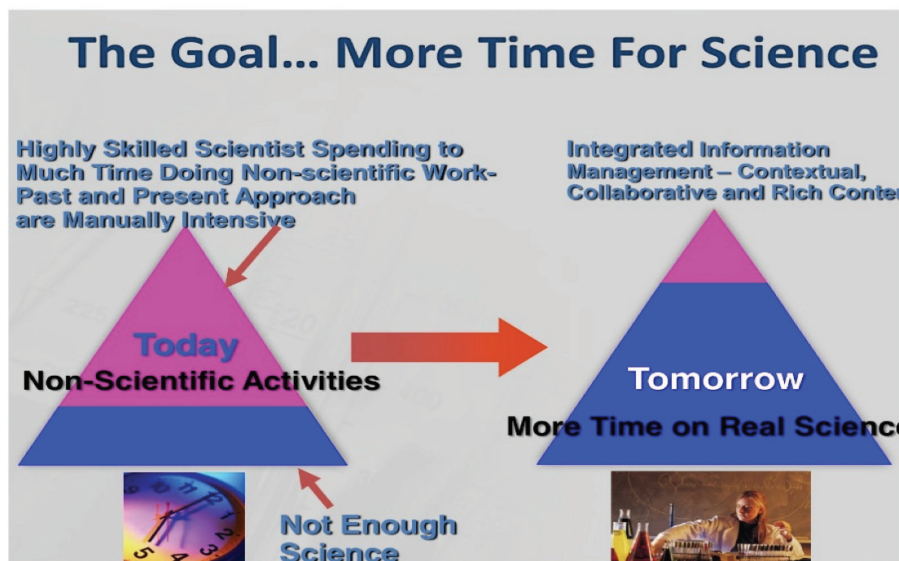 The Goal... More Time For Science
Highly Skilled Scientist Spending to
Much Time Doing Non-scientific Work-
Past and Present Approach
are Manually Intensive
Integrated Information
Management – Contextual,
Collaborative and Rich Conten
Today
Non-Scientific Activities
Tomorrow
More Time on Real Science
Not Enough
Science